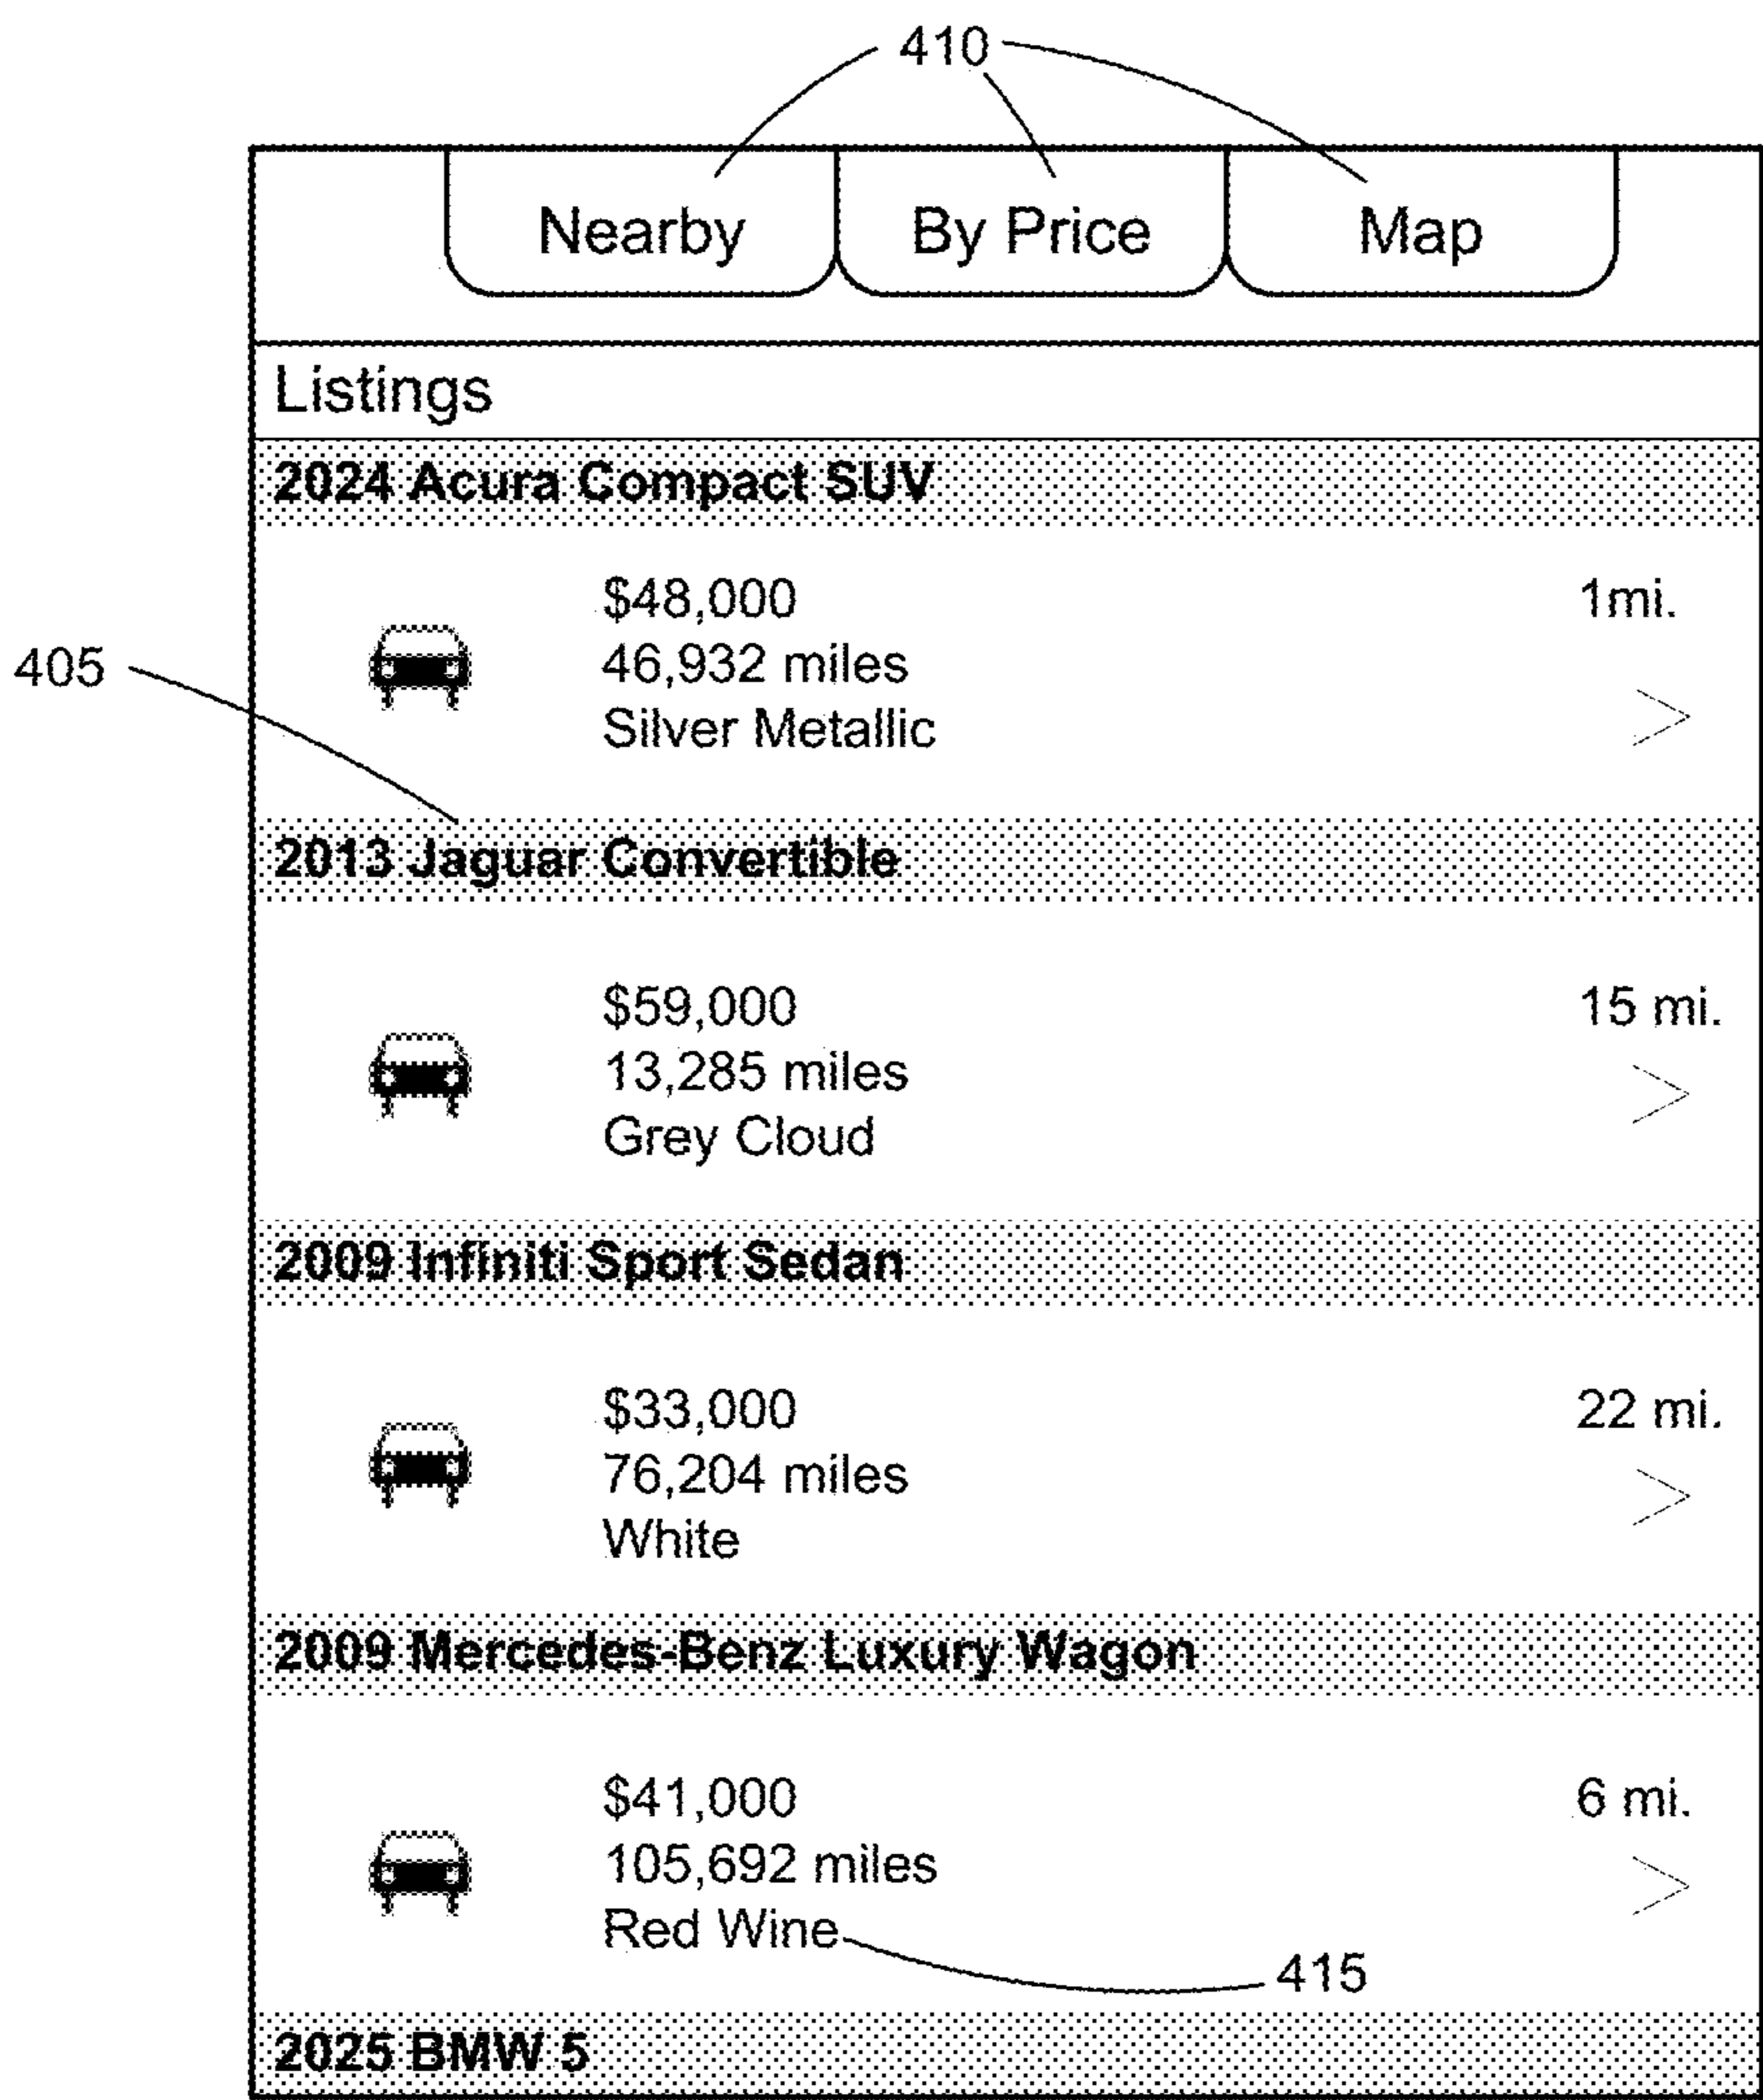 410
Nearby By Price Map
Listings
2024 Acura Compact SUV
$48,000 1mi.
46,932 miles
405
Silver Metallic
>
2013 Jaguar Convertible
$59,000 15 mi.
13,285 miles
>
Grey Cloud
2009 Infiniti Sport Sedan
$33,000 22 mi.
76,204 miles
>
White
2009 Mercedes-Benz Luxury Wagon
$41,000 6 mi.
105,692 miles
>
Red Wine
415
2025 BMW 5